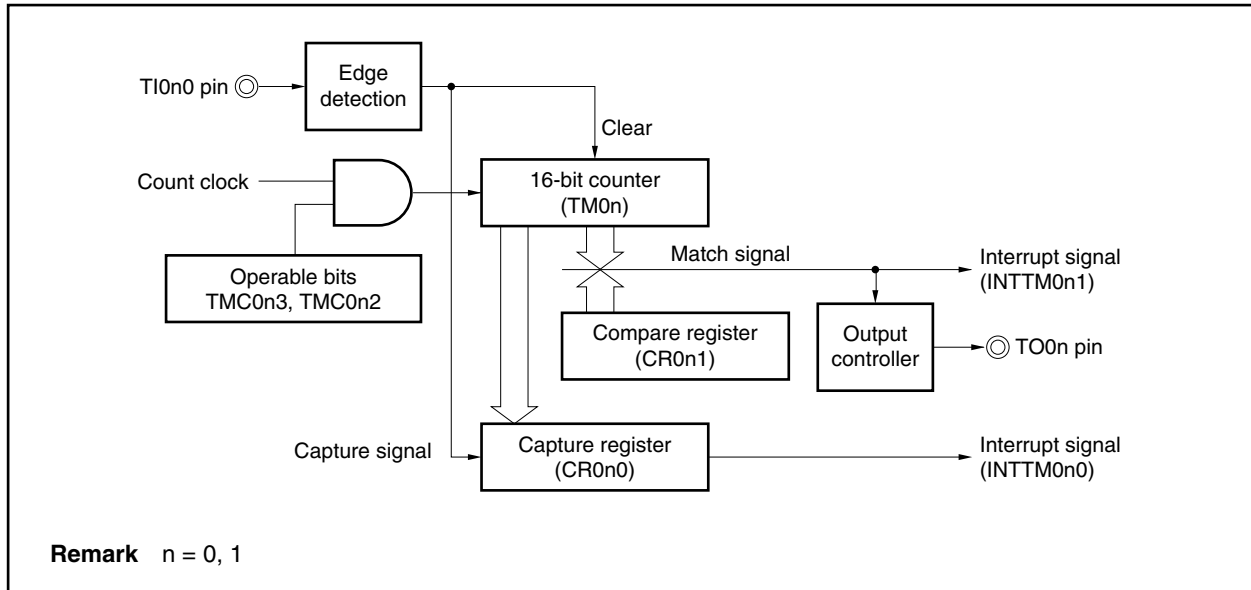 TI0n0 pin
Edge
detection
Clear
Count clock
16-bit counter
(TM0n)
Operable bits
TMC0n3, TMC0n2
Match signal
Interrupt signal
(INTTM0n1)
Compare register
(CR0n1)
Output
controller
TO0n pin
Capture signal
Capture register
(CR0n0)
Interrupt signal
(INTTM0n0)
Remark n = 0, 1